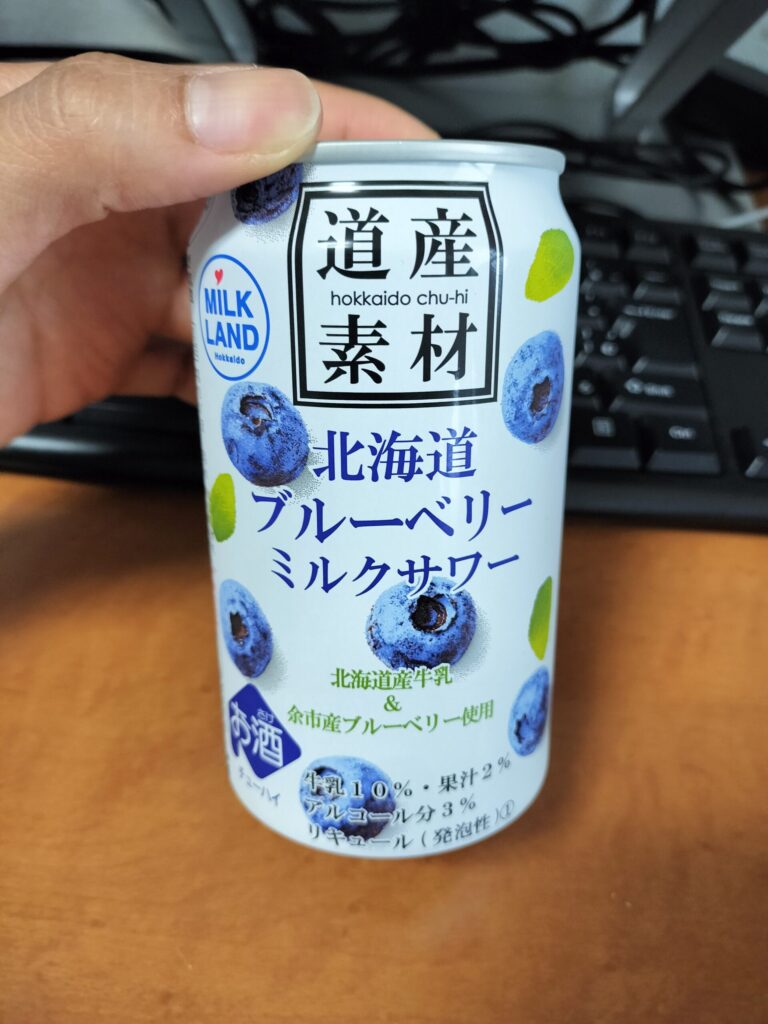 道産
hokkaido chu-hi
素材
MILK
LAND
Hokkaido
北海道
ブルーベリー
ミルクサワー
北海道産牛乳
&
余市産ブルーベリー使用
さけ
お酒
チューハイ
牛乳10%・果汁2%
アルコール分3%
リキュール(発泡性)①